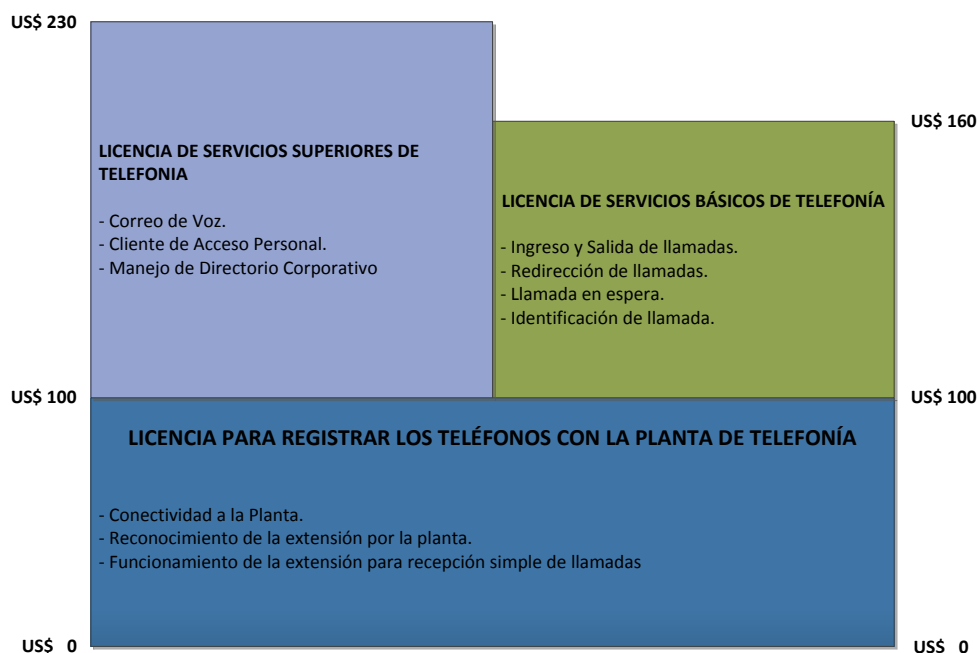 US$ 230
US$ 160
LICENCIA DE SERVICIOS SUPERIORES DE
TELEFONIA
- Correo de Voz.
- Cliente de Acceso Personal.
- Manejo de Directorio Corporativo
LICENCIA DE SERVICIOS BÁSICOS DE TELEFONÍA
- Ingreso y Salida de llamadas.
- Redirección de llamadas.
- Llamada en espera.
- Identificación de llamada.
US$ 100
US$ 100
LICENCIA PARA REGISTRAR LOS TELÉFONOS CON LA PLANTA DE TELEFONÍA
- Conectividad a la Planta.
- Reconocimiento de la extensión por la planta.
- Funcionamiento de la extensión para recepción simple de llamadas
US$ 0
US$ 0